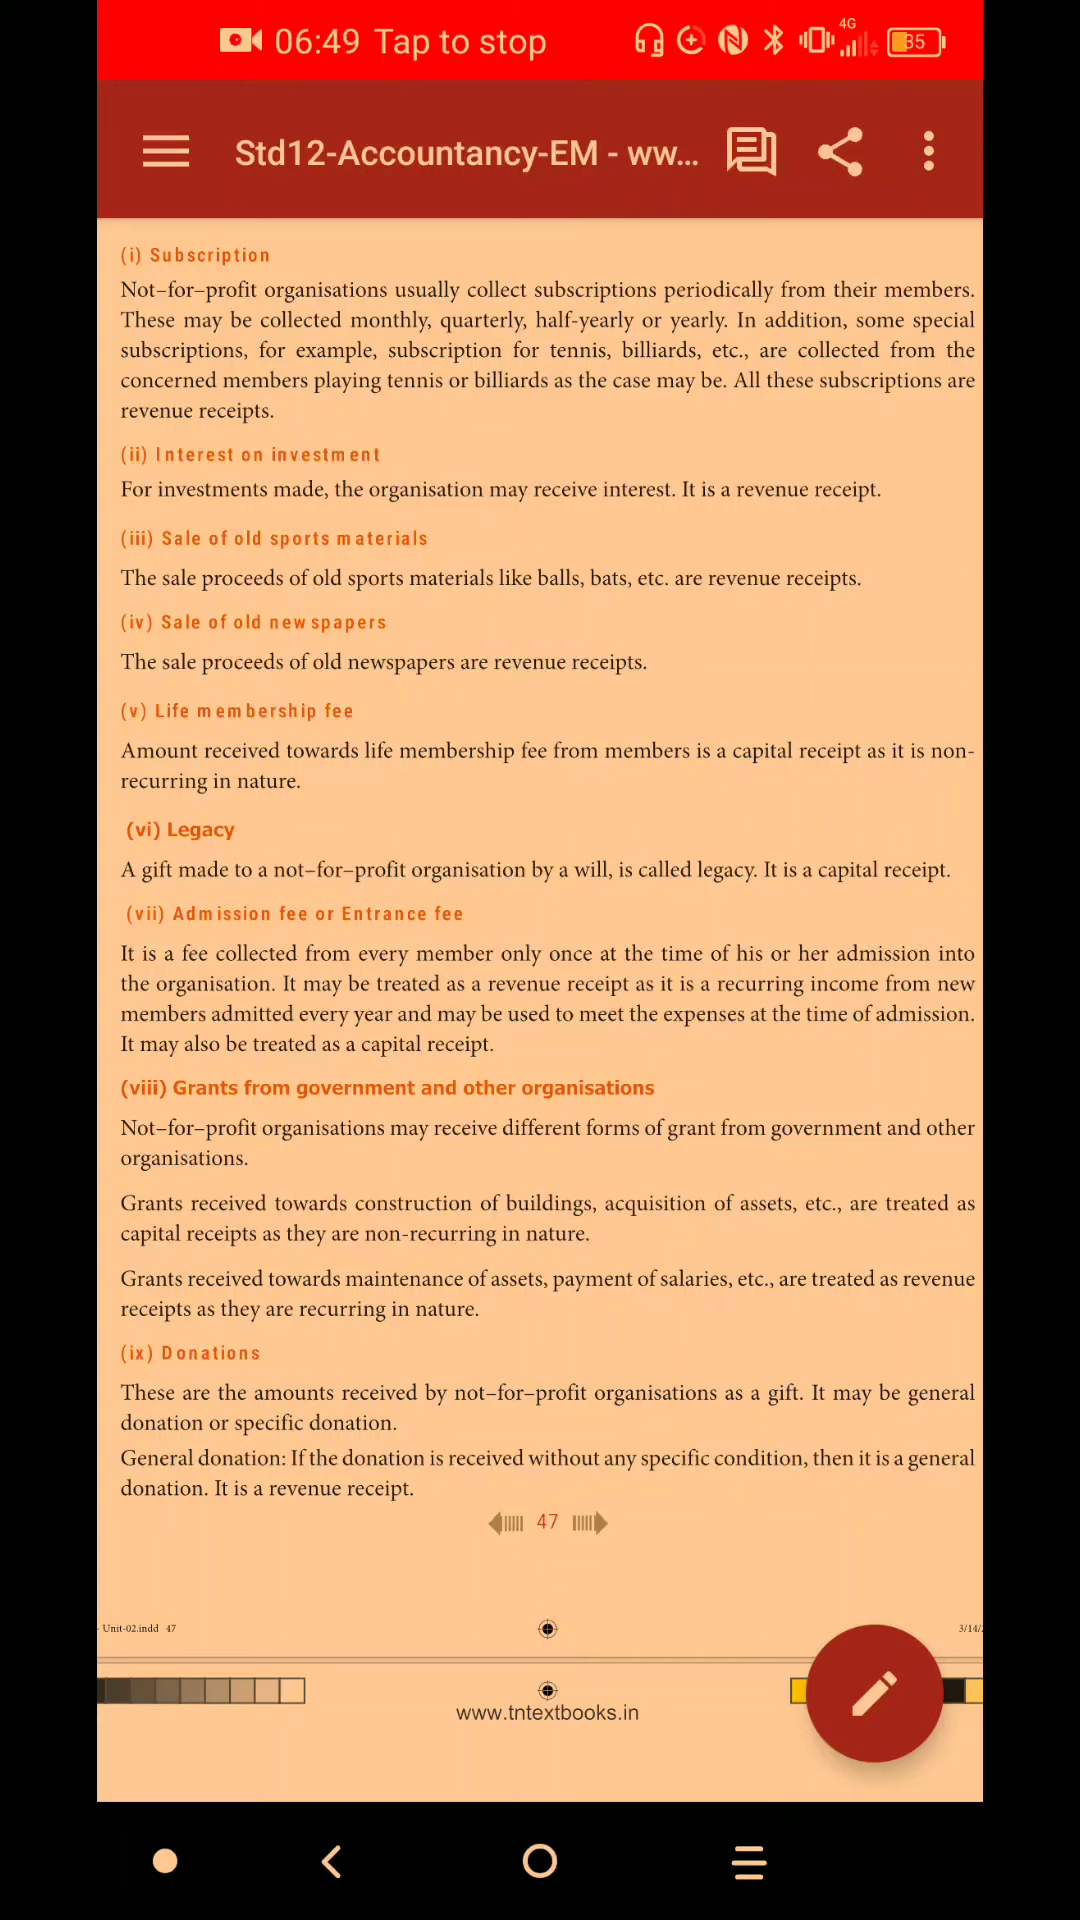 06:49 Tap to stop
4G
35
Std12-Accountancy-EM - ww...
(i) Subscription
Not–for–profit organisations usually collect subscriptions periodically from their members.
These may be collected monthly, quarterly, half-yearly or yearly. In addition, some special
subscriptions, for example, subscription for tennis, billiards, etc., are collected from the
concerned members playing tennis or billiards as the case may be. All these subscriptions are
revenue receipts.
(ii) Interest on investment
For investments made, the organisation may receive interest. It is a revenue receipt.
(iii) Sale of old sports materials
The sale proceeds of old sports materials like balls, bats, etc. are revenue receipts.
(iv) Sale of old newspapers
The sale proceeds of old newspapers are revenue receipts.
(v) Life membership fee
Amount received towards life membership fee from members is a capital receipt as it is non-
recurring in nature.
(vi) Legacy
A gift made to a not–for–profit organisation by a will, is called legacy. It is a capital receipt.
(vii) Admission fee or Entrance fee
It is a fee collected from every member only once at the time of his or her admission into
the organisation. It may be treated as a revenue receipt as it is a recurring income from new
members admitted every year and may be used to meet the expenses at the time of admission.
It may also be treated as a capital receipt.
(viii) Grants from government and other organisations
Not–for–profit organisations may receive different forms of grant from government and other
organisations.
Grants received towards construction of buildings, acquisition of assets, etc., are treated as
capital receipts as they are non-recurring in nature.
Grants received towards maintenance of assets, payment of salaries, etc., are treated as revenue
receipts as they are recurring in nature.
(ix) Donations
These are the amounts received by not–for–profit organisations as a gift. It may be general
donation or specific donation.
General donation: If the donation is received without any specific condition, then it is a general
donation. It is a revenue receipt.
47
- Unit-02.indd 47
3/14/
www.tntextbooks.in